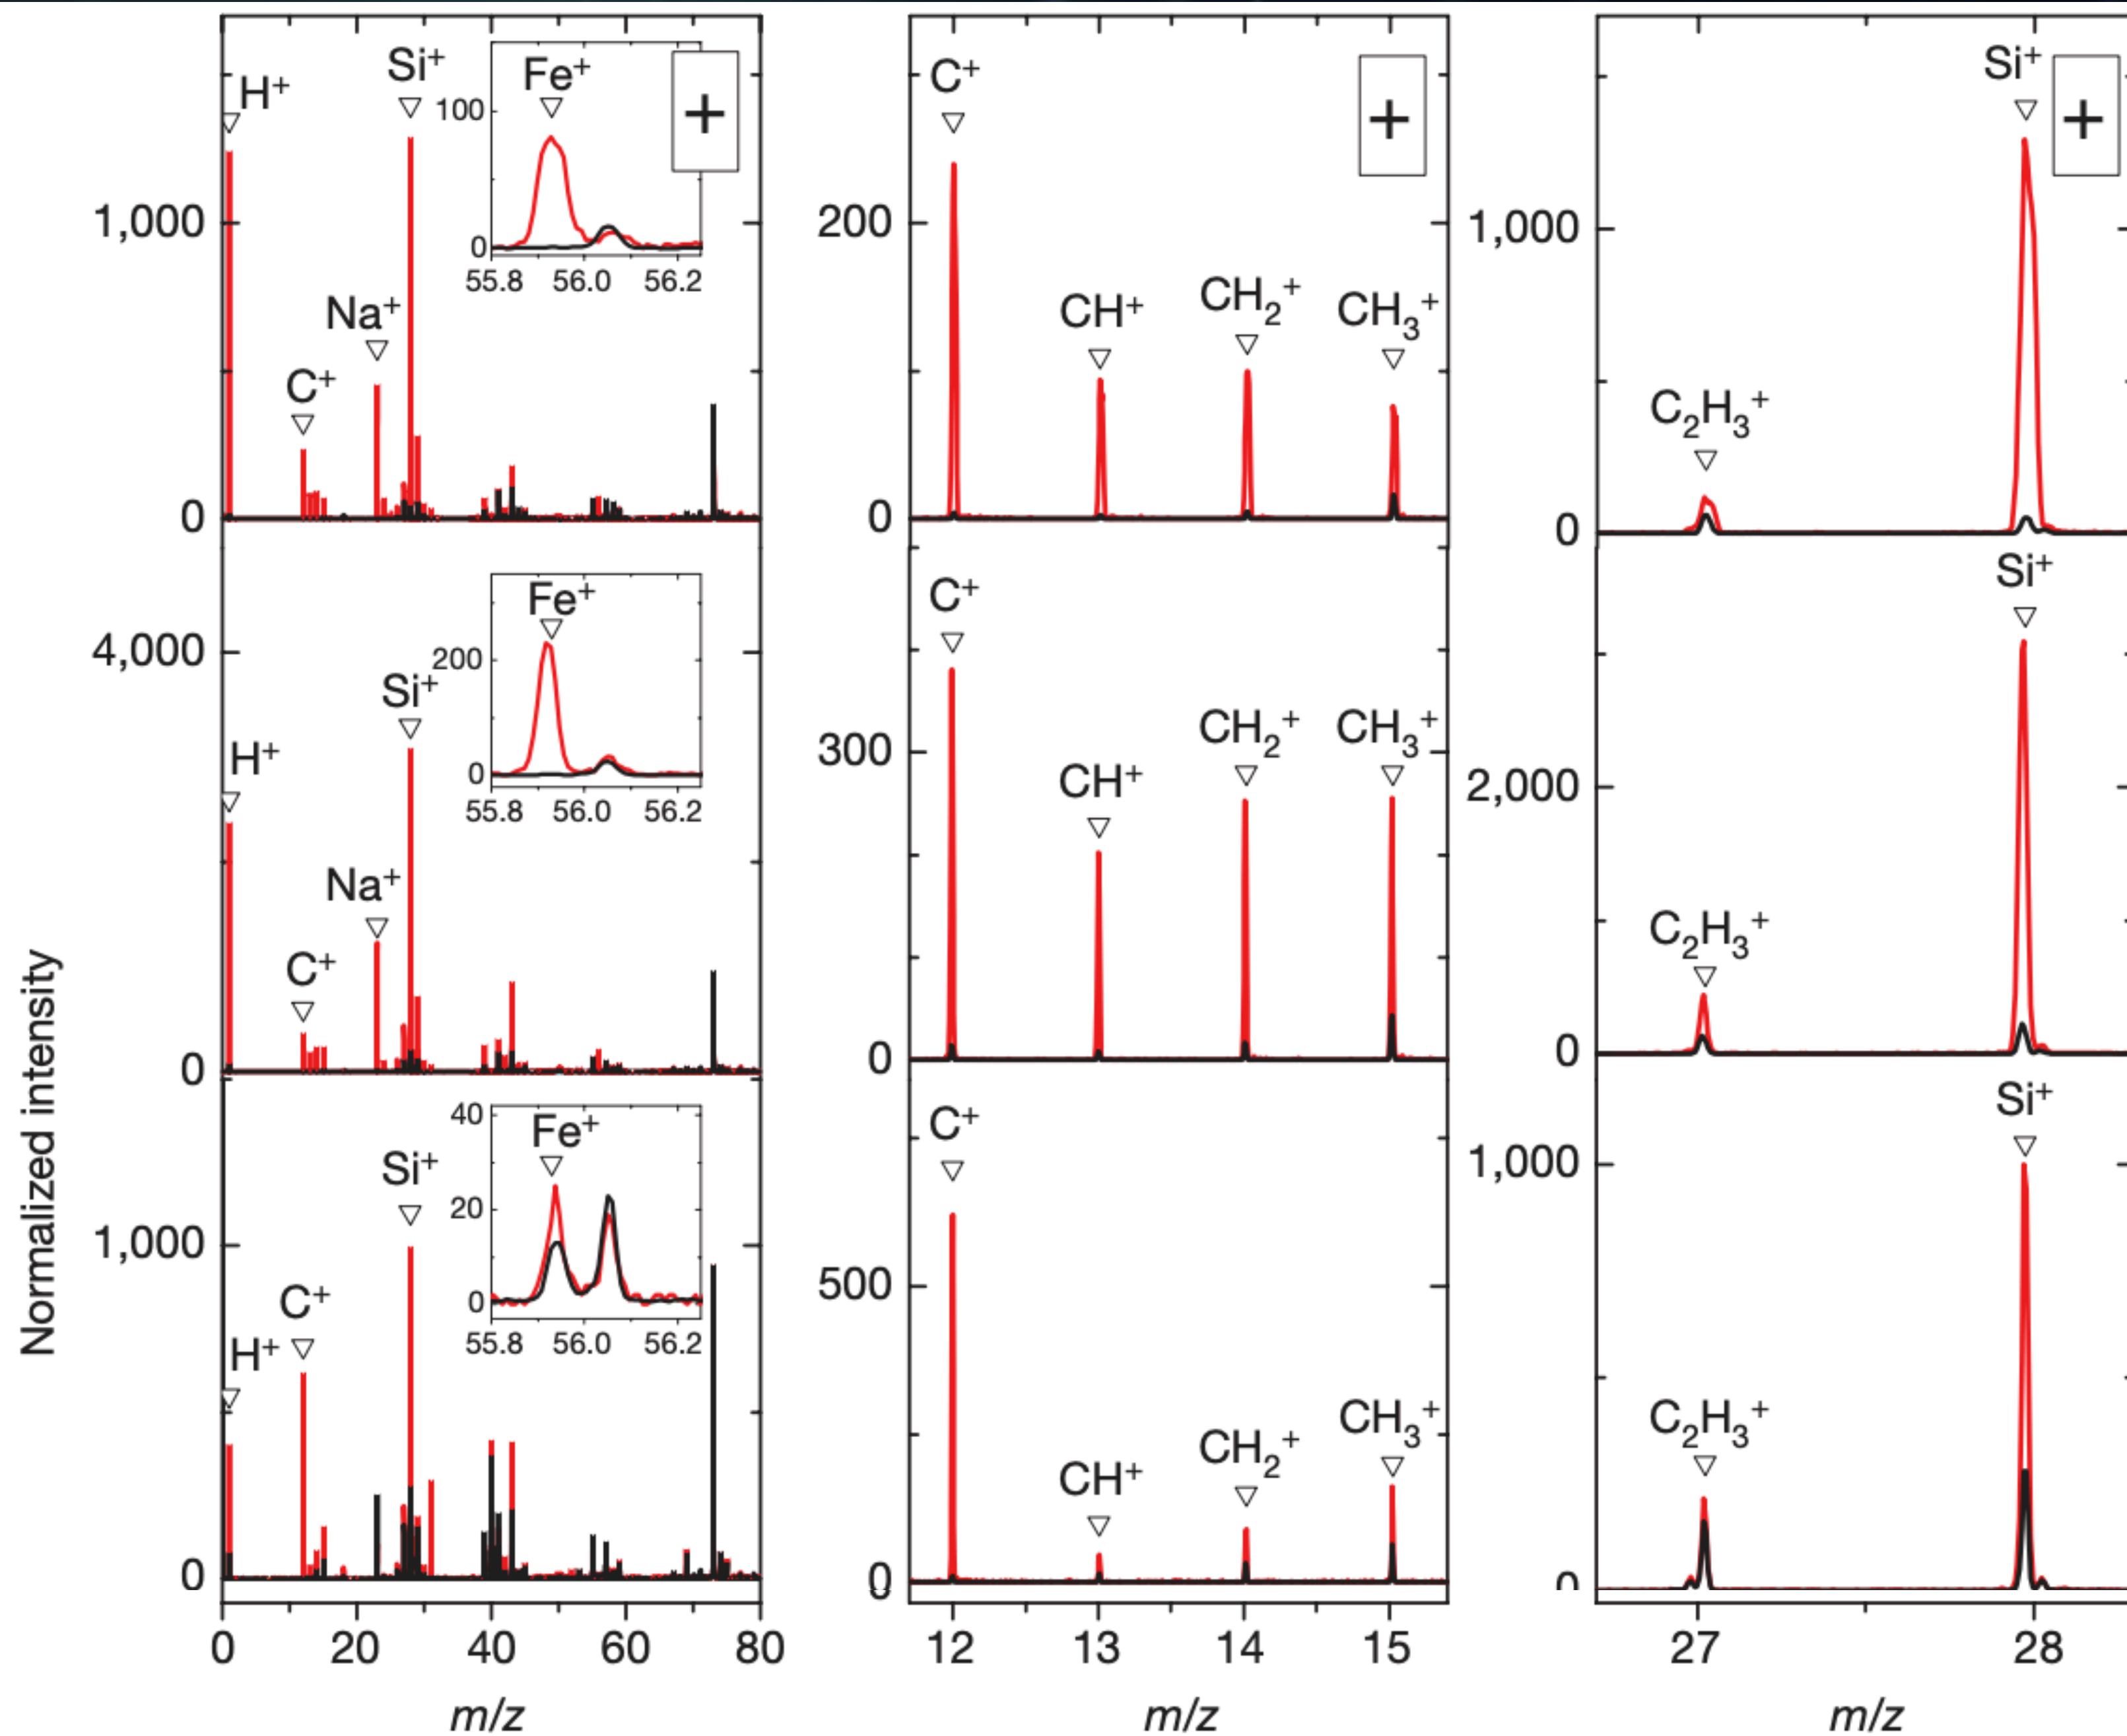 Normalized intensity
H⁺
C⁺
Na⁺
Si⁺
Fe⁺
+
100
0
55.8 56.0 56.2
1,000
0
C⁺
CH⁺
CH₂⁺
CH₃⁺
+
200
0
C₂H₃⁺
Si⁺
+
1,000
0
H⁺
C⁺
Na⁺
Si⁺
Fe⁺
200
0
55.8 56.0 56.2
4,000
0
C⁺
CH⁺
CH₂⁺
CH₃⁺
300
0
C₂H₃⁺
Si⁺
2,000
0
H⁺
C⁺
Si⁺
Fe⁺
40
20
0
55.8 56.0 56.2
1,000
0
C⁺
CH⁺
CH₂⁺
CH₃⁺
500
0
C₂H₃⁺
Si⁺
1,000
0
0 20 40 60 80
m/z
12 13 14 15
m/z
27 28
m/z